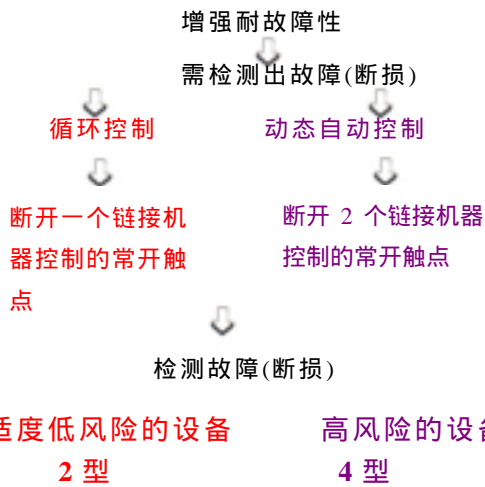 增强耐故障性
需检测出故障(断损)
循环控制
动态自动控制
断开一个链接机
器控制的常开触
点
断开 2 个链接机器
控制的常开触点
检测故障(断损)
适度低风险的设备
高风险的设备
2 型
4 型